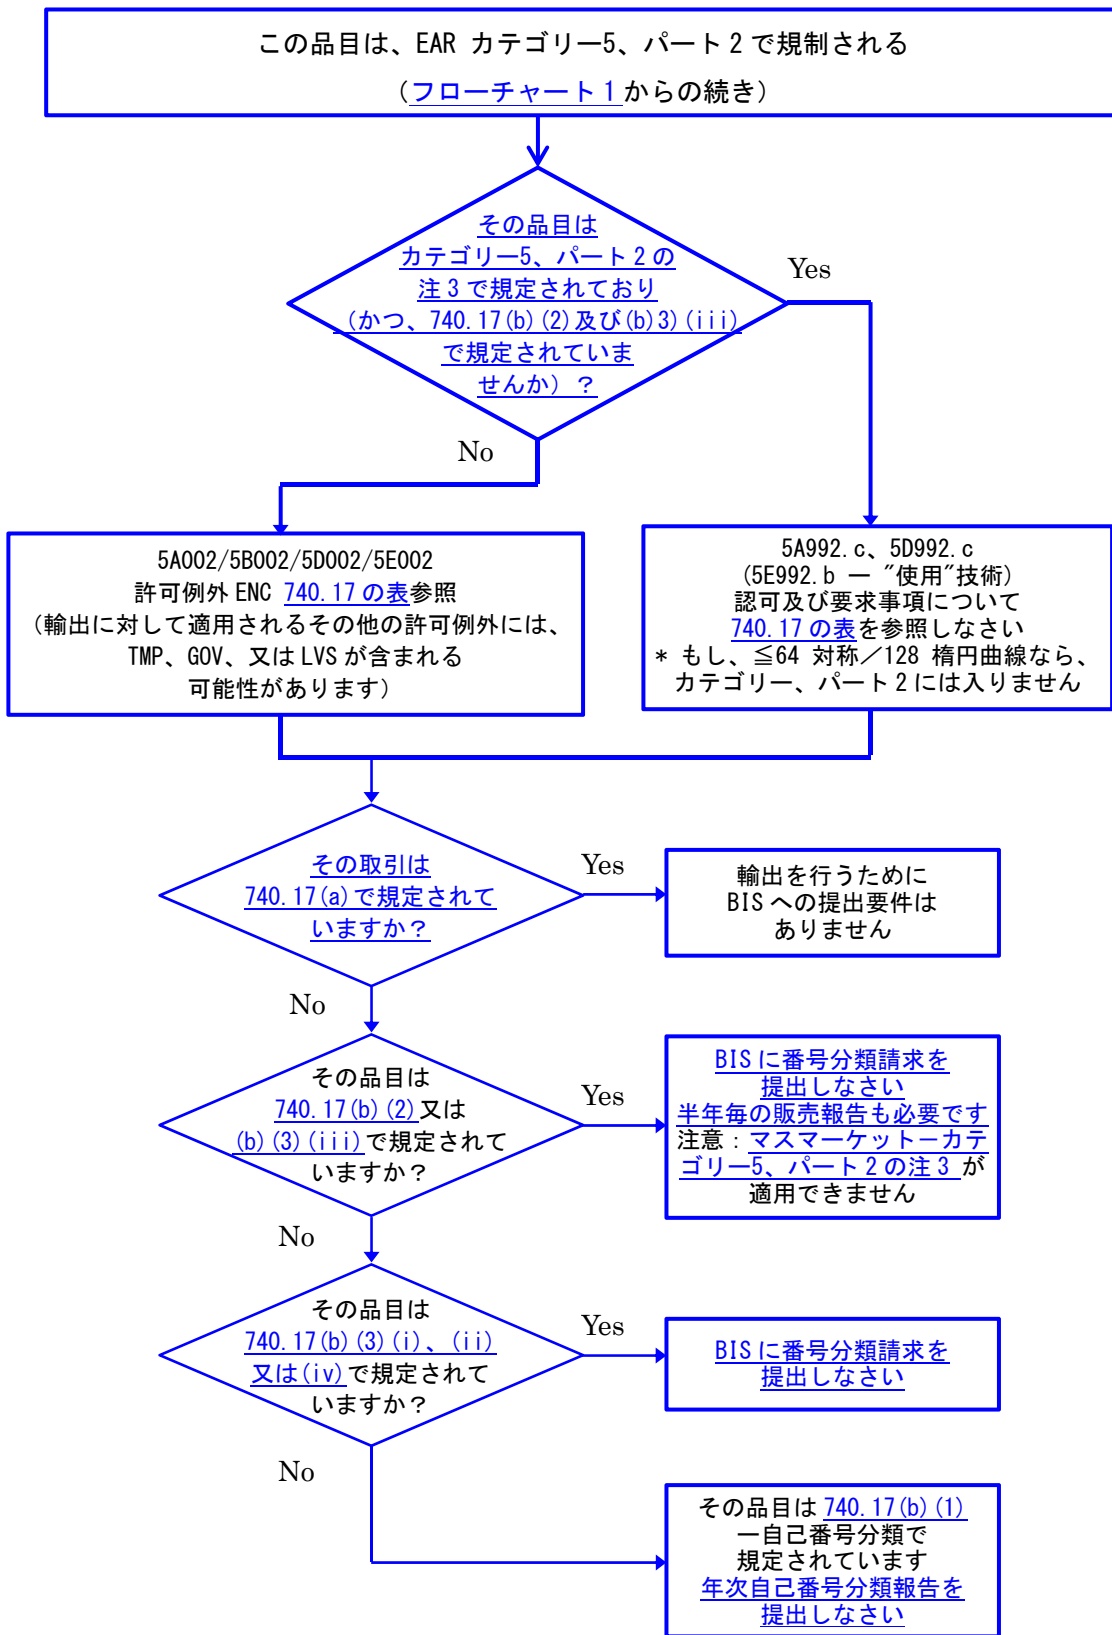 この品目は、EAR カテゴリー5、パート 2 で規制される
（フローチャート 1 からの続き）
その品目は
カテゴリー5、パート 2 の
注 3 で規定されており
（かつ、740.17(b)(2)及び(b)3)(iii)
で規定されていま
せんか）？
Yes
No
5A002/5B002/5D002/5E002
許可例外 ENC 740.17 の表参照
（輸出に対して適用されるその他の許可例外には、
TMP、GOV、又は LVS が含まれる
可能性があります）
5A992.c、5D992.c
(5E992.b ― ″使用″技術)
認可及び要求事項について
740.17 の表を参照しなさい
* もし、≦64 対称／128 楕円曲線なら、
カテゴリー、パート 2 には入りません
その取引は
740.17(a)で規定されて
いますか？
Yes
輸出を行うために
BIS への提出要件は
ありません
No
その品目は
740.17(b)(2)又は
(b)(3)(iii)で規定されて
いますか？
Yes
BIS に番号分類請求を
提出しなさい
半年毎の販売報告も必要です
注意：マスマーケット－カテ
ゴリー5、パート 2 の注 3 が
適用できません
No
その品目は
740.17(b)(3)(i)、(ii)
又は(iv)で規定されて
いますか？
Yes
BIS に番号分類請求を
提出しなさい
No
その品目は 740.17(b)(1)
―自己番号分類で
規定されています
年次自己番号分類報告を
提出しなさい